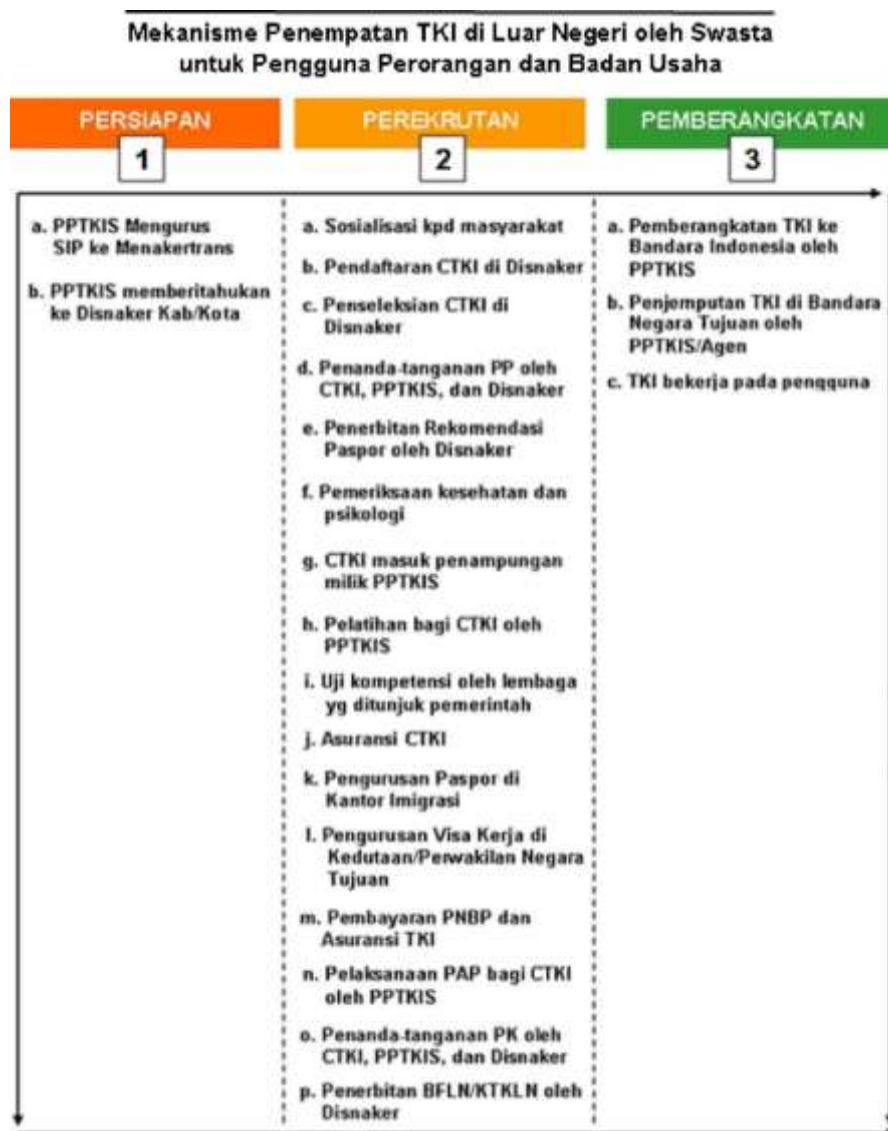 Mekanisme Penempatan TKI di Luar Negeri oleh Swasta
untuk Pengguna Perorangan dan Badan Usaha
PERSIAPAN
1
a. PPTKIS Mengurus
SIP ke Menakertrans
b. PPTKIS memberitahukan
ke Disnaker Kab/Kota
PEREKRUTAN
2
a. Sosialisasi kpd masyarakat
b. Pendaftaran CTKI di Disnaker
c. Penseleksian CTKI di
Disnaker
d. Penanda-tanganan PP oleh
CTKI, PPTKIS, dan Disnaker
e. Penerbitan Rekomendasi
Paspor oleh Disnaker
f. Pemeriksaan kesehatan dan
psikologi
g. CTKI masuk penampungan
milik PPTKIS
h. Pelatihan bagi CTKI oleh
PPTKIS
i. Uji kompetensi oleh lembaga
yg ditunjuk pemerintah
j. Asuransi CTKI
k. Pengurusan Paspor di
Kantor Imigrasi
l. Pengurusan Visa Kerja di
Kedutaan/Perwakilan Negara
Tujuan
m. Pembayaran PNBP dan
Asuransi TKI
n. Pelaksanaan PAP bagi CTKI
oleh PPTKIS
o. Penanda-tanganan PK oleh
CTKI, PPTKIS, dan Disnaker
p. Penerbitan BFLN/KTKLN oleh
Disnaker
PEMBERANGKATAN
3
a. Pemberangkatan TKI ke
Bandara Indonesia oleh
PPTKIS
b. Penjemputan TKI di Bandara
Negara Tujuan oleh
PPTKIS/Agen
c. TKI bekerja pada pengguna